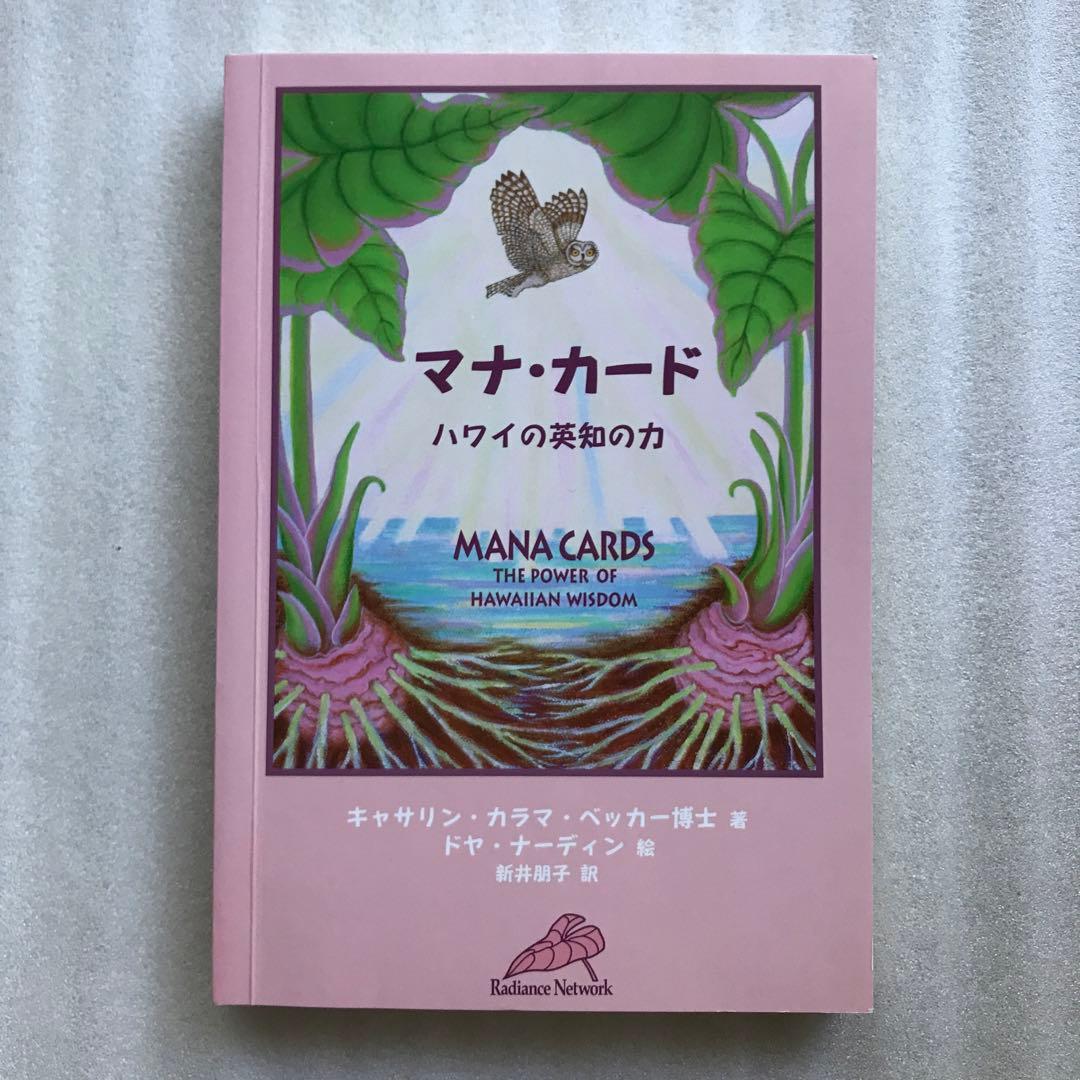 マナ・カード
ハワイの英知の力
MANA CARDS
THE POWER OF
HAWAIIAN WISDOM
キャサリン・カラマ・ベッカー博士 著
ドヤ・ナーディン 絵
新井朋子 訳
Radiance Network